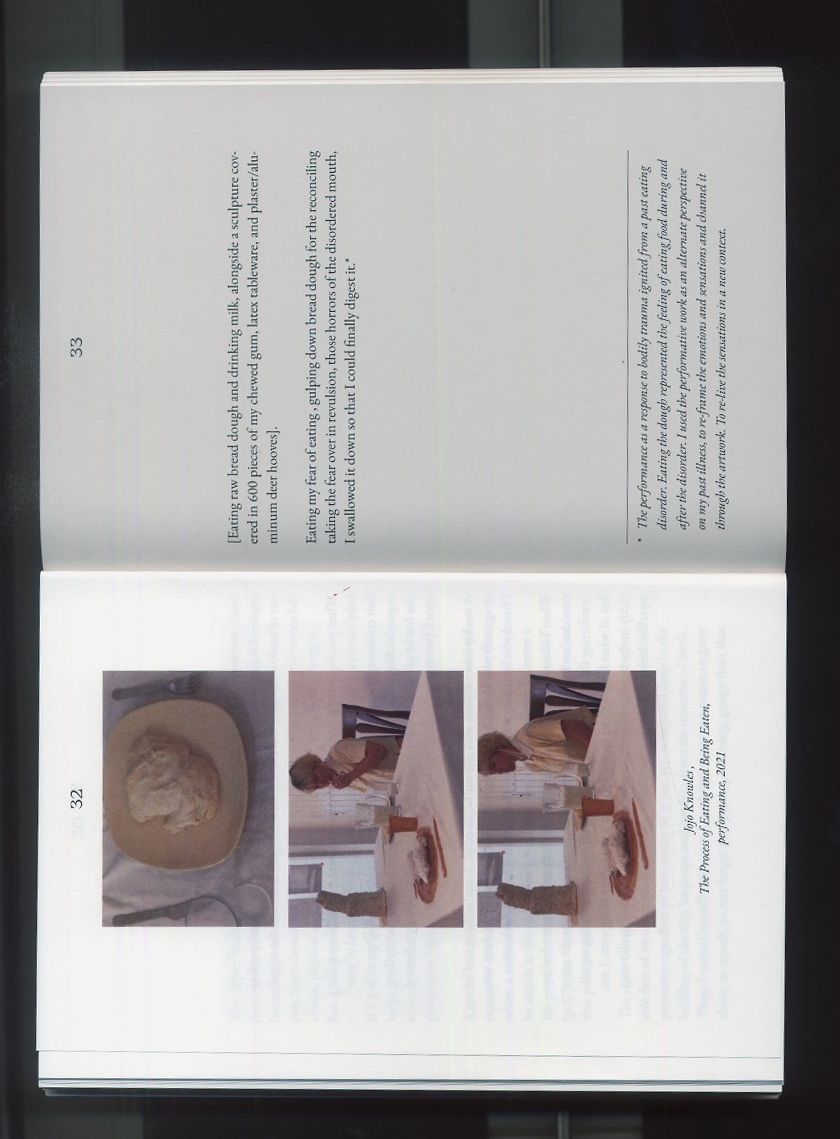 32
Jojo Knowles ,
The Process of Eating and Being Eaten,
performance, 2021
33
[Eating raw bread dough and drinking milk, alongside a sculpture cov-
ered in 600 pieces of my chewed gum, latex tableware, and plaster/alu-
minum deer hooves].
Eating my fear of eating , gulping down bread dough for the reconciling
taking the fear over in revulsion, those horrors of the disordered mouth,
I swallowed it down so that I could finally digest it.*
* The performance as a response to bodily trauma ignited from a past eating
disorder. Eating the dough represented the feeling of eating food during and
after the disorder. I used the performative work as an alternate perspective
on my past illness, to re-frame the emotions and sensations and channel it
through the artwork. To re-live the sensations in a new context.